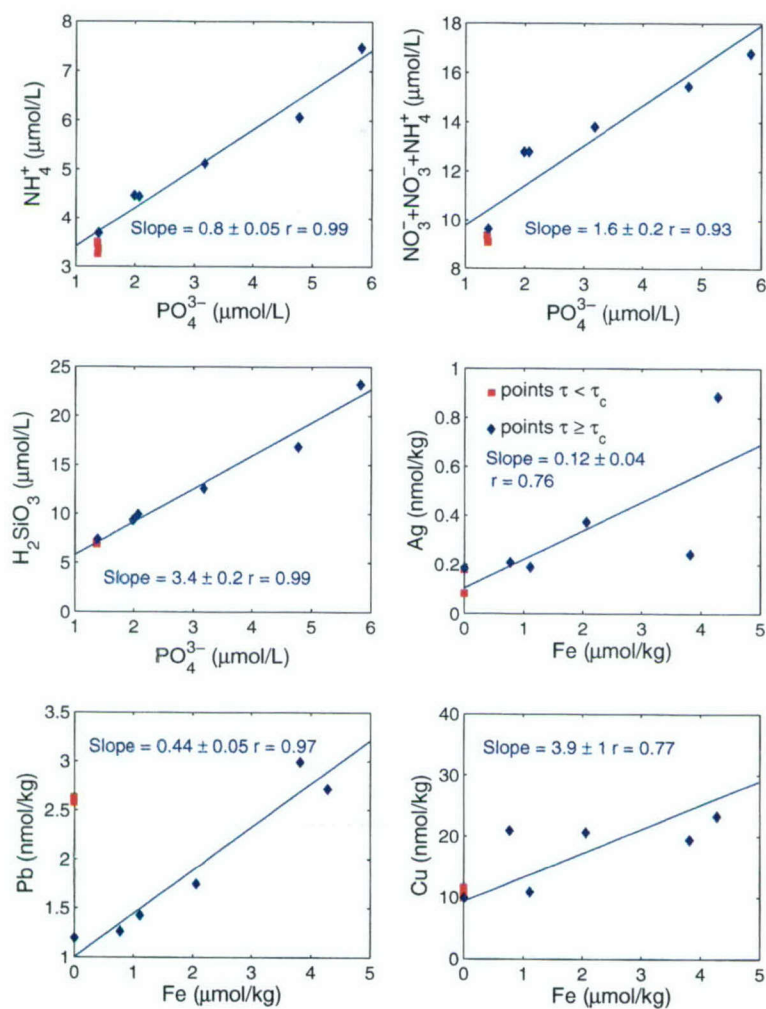 8
7
6
5
4
3
NH₄⁺ (μmol/L)
Slope = 0.8 ± 0.05 r = 0.99
1 2 3 4 5 6
PO₄³⁻ (μmol/L)
18
16
14
12
10
8
NO₃⁻+NO₃⁻+NH₄⁺ (μmol/L)
Slope = 1.6 ± 0.2 r = 0.93
1 2 3 4 5 6
PO₄³⁻ (μmol/L)
25
20
15
10
5
0
H₂SiO₃ (μmol/L)
Slope = 3.4 ± 0.2 r = 0.99
1 2 3 4 5 6
PO₄³⁻ (μmol/L)
1
0.8
0.6
0.4
0.2
0
Ag (nmol/kg)
points τ < τc
points τ ≥ τc
Slope = 0.12 ± 0.04
r = 0.76
0 1 2 3 4 5
Fe (μmol/kg)
4
3.5
3
2.5
2
1.5
1
Pb (nmol/kg)
Slope = 0.44 ± 0.05 r = 0.97
0 1 2 3 4 5
Fe (μmol/kg)
40
30
20
10
0
Cu (nmol/kg)
Slope = 3.9 ± 1 r = 0.77
0 1 2 3 4 5
Fe (μmol/kg)